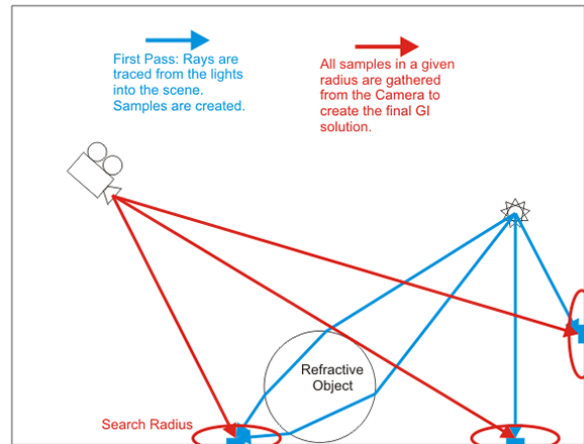 First Pass: Rays are
traced from the lights
into the scene.
Samples are created.
All samples in a given
radius are gathered
from the Camera to
create the final GI
solution.
Refractive
Object
Search Radius